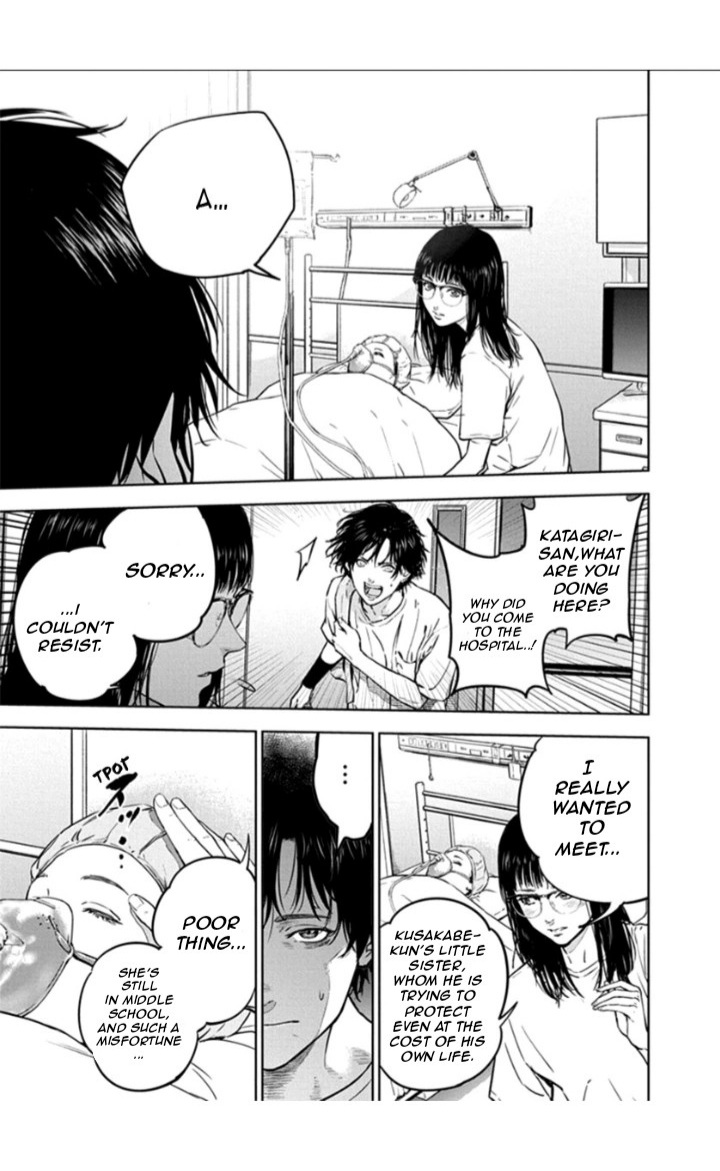 A...
KATAGIRI-
SAN,WHAT
ARE YOU
DOING
HERE?
WHY DID
YOU COME
TO THE
HOSPITAL..!
SORRY...
...I
COULDN'T
RESIST.
I
REALLY
WANTED
TO
MEET...
KUSAKABE-
KUN'S LITTLE
SISTER,
WHOM HE IS
TRYING TO
PROTECT
EVEN AT THE
COST OF HIS
OWN LIFE.
...
TPOГ
POOR
THING...
SHE'S
STILL
IN MIDDLE
SCHOOL,
AND SUCH A
MISFORTUNE
...